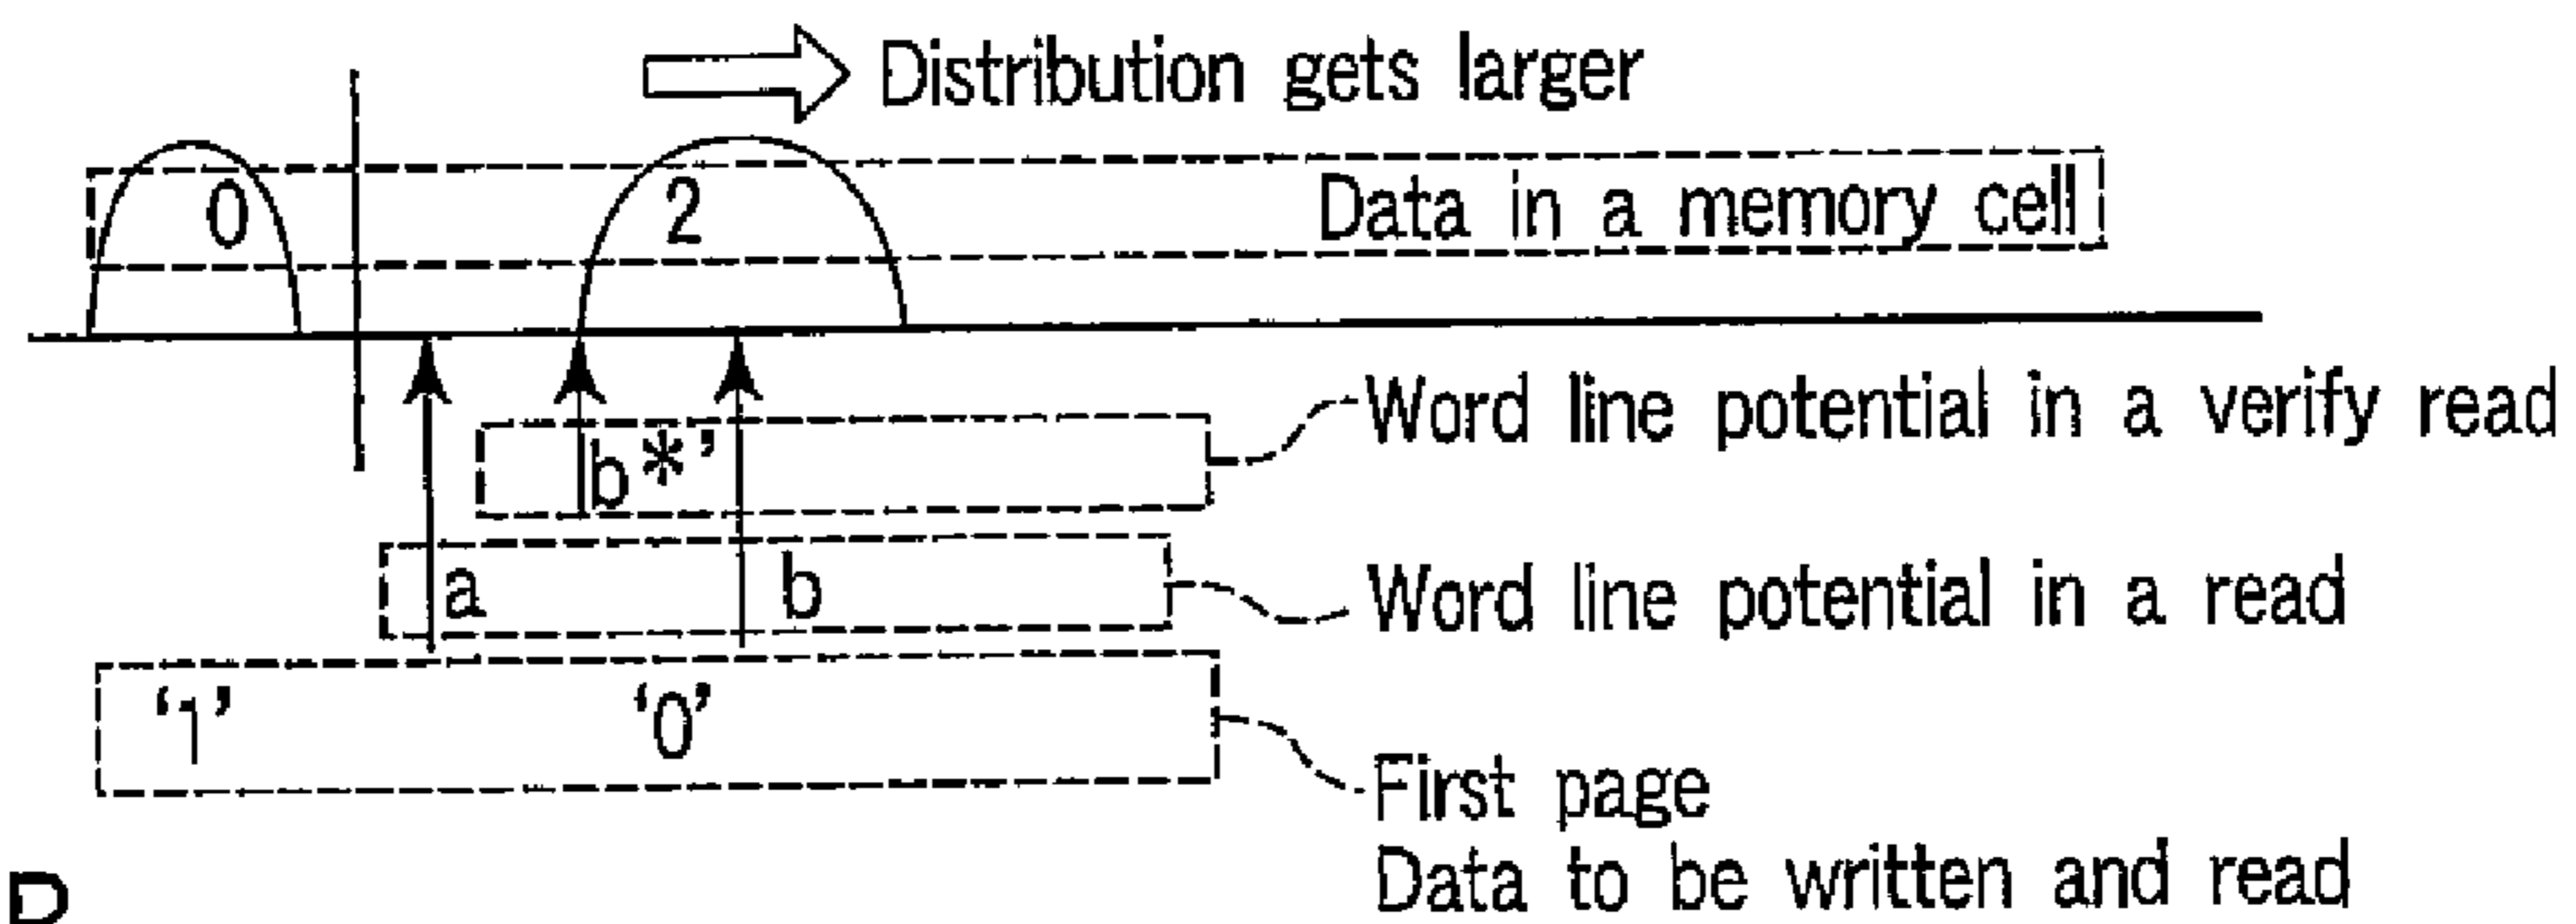 Distribution gets larger
0 2 Data in a memory cell
Word line potential in a verify read
b*'
a b Word line potential in a read
'1' '0'
First page
Data to be written and read